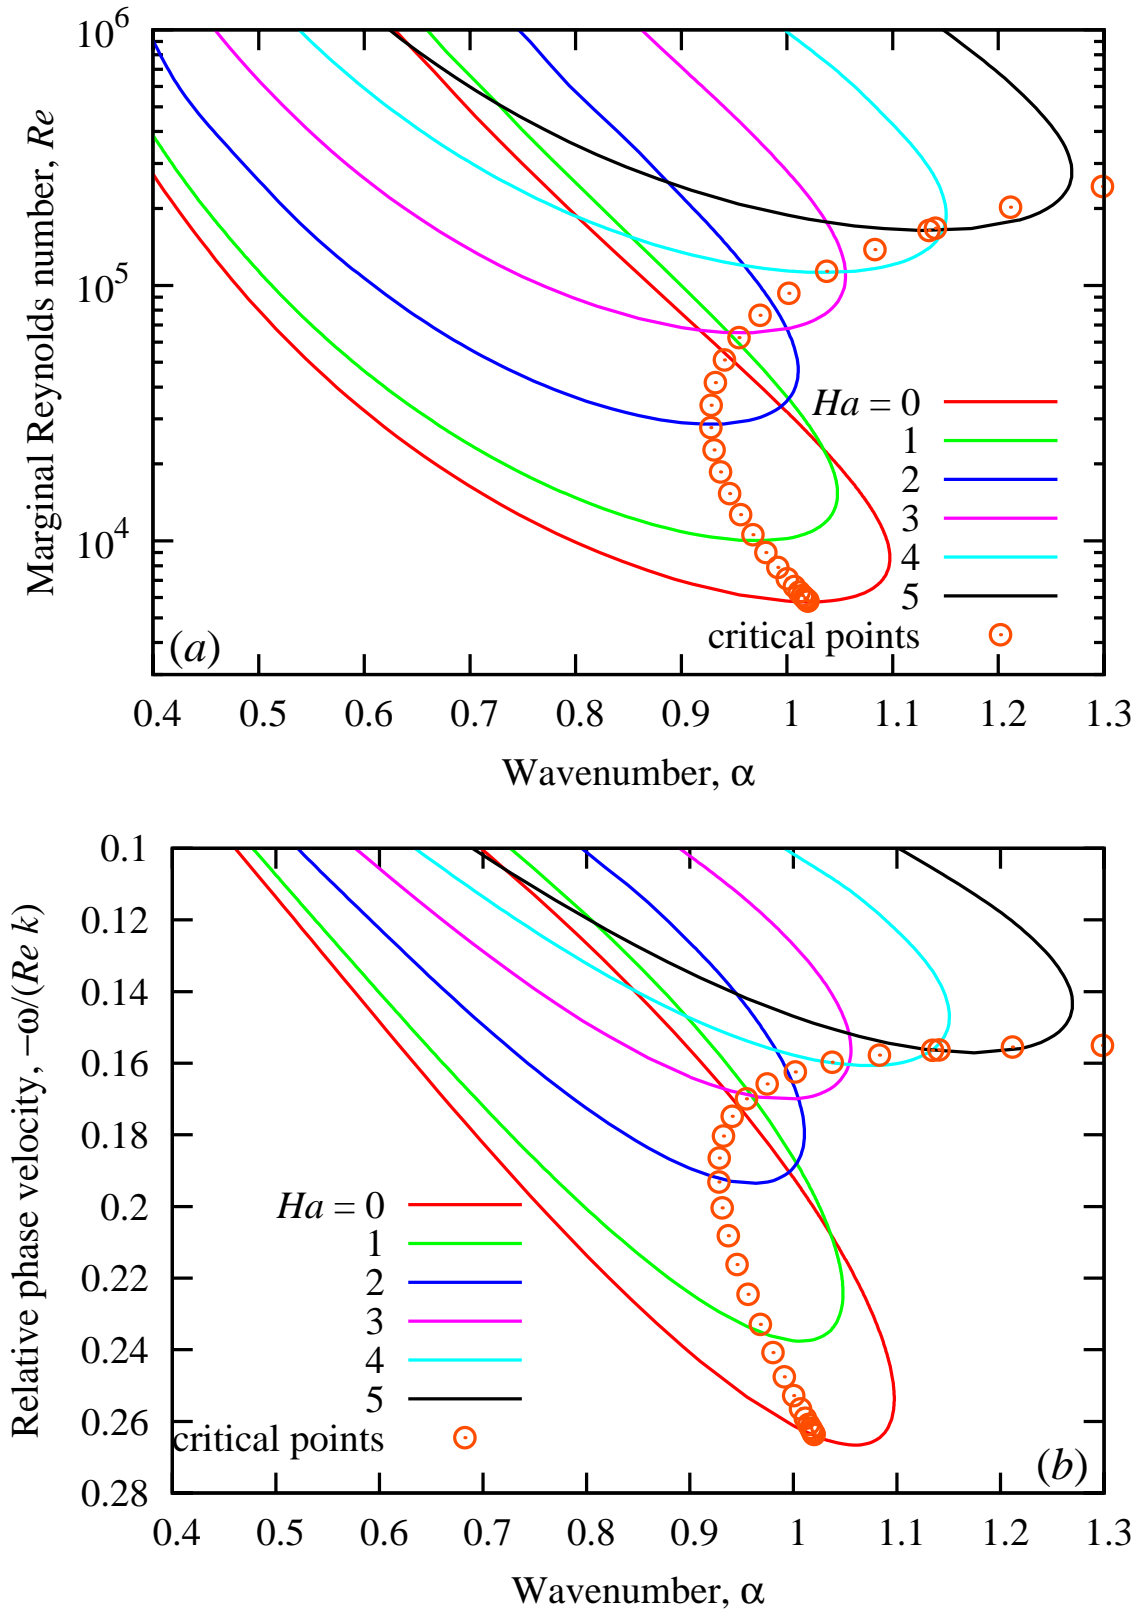 10^6
10^5
10^4
Marginal Reynolds number, Re
Ha = 0
1
2
3
4
5
critical points
(a)
0.4 0.5 0.6 0.7 0.8 0.9 1 1.1 1.2 1.3
Wavenumber, α
0.1
0.12
0.14
0.16
0.18
0.2
0.22
0.24
0.26
0.28
Relative phase velocity, −ω/(Re k)
Ha = 0
1
2
3
4
5
critical points
(b)
0.4 0.5 0.6 0.7 0.8 0.9 1 1.1 1.2 1.3
Wavenumber, α